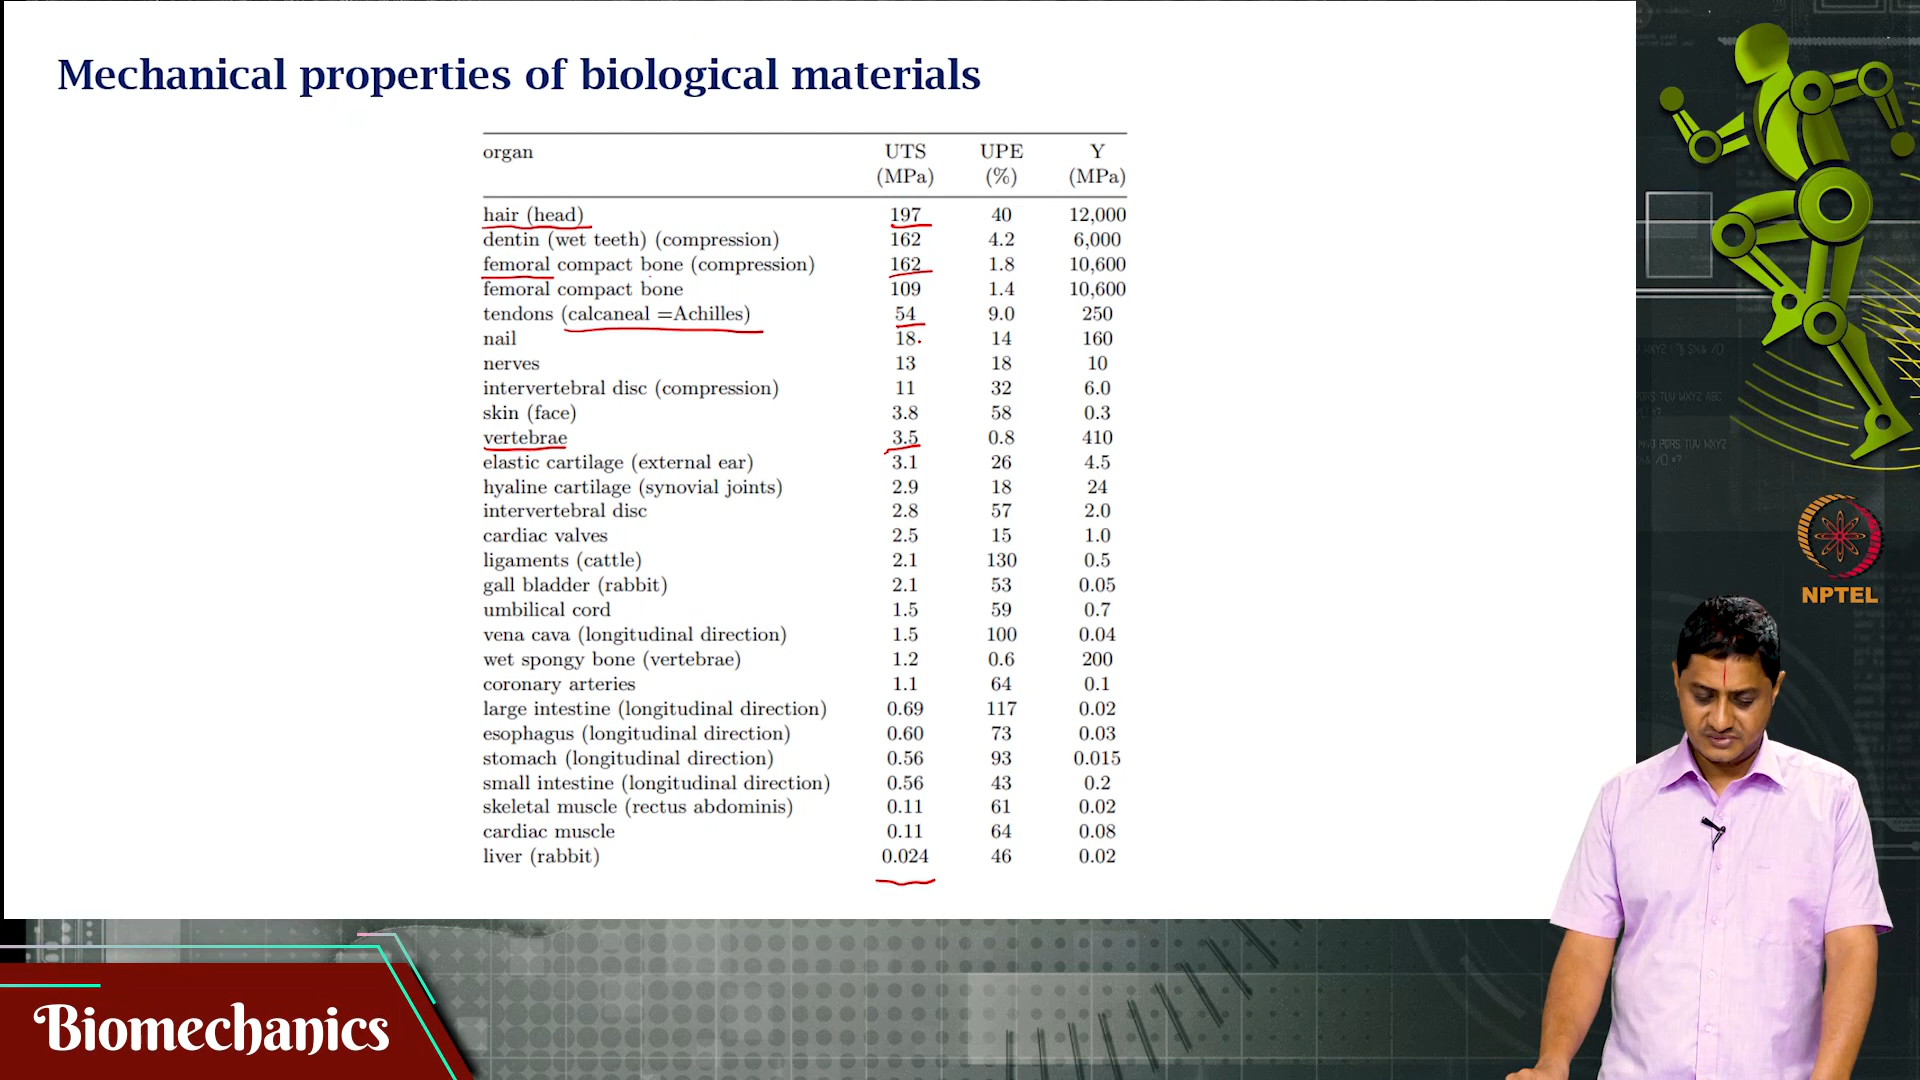 Mechanical properties of biological materials
organ UTS UPE Y
(MPa) (%) (MPa)
hair (head) 197 40 12,000
dentin (wet teeth) (compression) 162 4.2 6,000
femoral compact bone (compression) 162 1.8 10,600
femoral compact bone 109 1.4 10,600
tendons (calcaneal =Achilles) 54 9.0 250
nail 18 14 160
nerves 13 18 10
intervertebral disc (compression) 11 32 6.0
skin (face) 3.8 58 0.3
vertebrae 3.5 0.8 410
elastic cartilage (external ear) 3.1 26 4.5
hyaline cartilage (synovial joints) 2.9 18 24
intervertebral disc 2.8 57 2.0
cardiac valves 2.5 15 1.0
ligaments (cattle) 2.1 130 0.5
gall bladder (rabbit) 2.1 53 0.05
umbilical cord 1.5 59 0.7
vena cava (longitudinal direction) 1.5 100 0.04
wet spongy bone (vertebrae) 1.2 0.6 200
coronary arteries 1.1 64 0.1
large intestine (longitudinal direction) 0.69 117 0.02
esophagus (longitudinal direction) 0.60 73 0.03
stomach (longitudinal direction) 0.56 93 0.015
small intestine (longitudinal direction) 0.56 43 0.2
skeletal muscle (rectus abdominis) 0.11 61 0.02
cardiac muscle 0.11 64 0.08
liver (rabbit) 0.024 46 0.02
NPTEL
Biomechanics